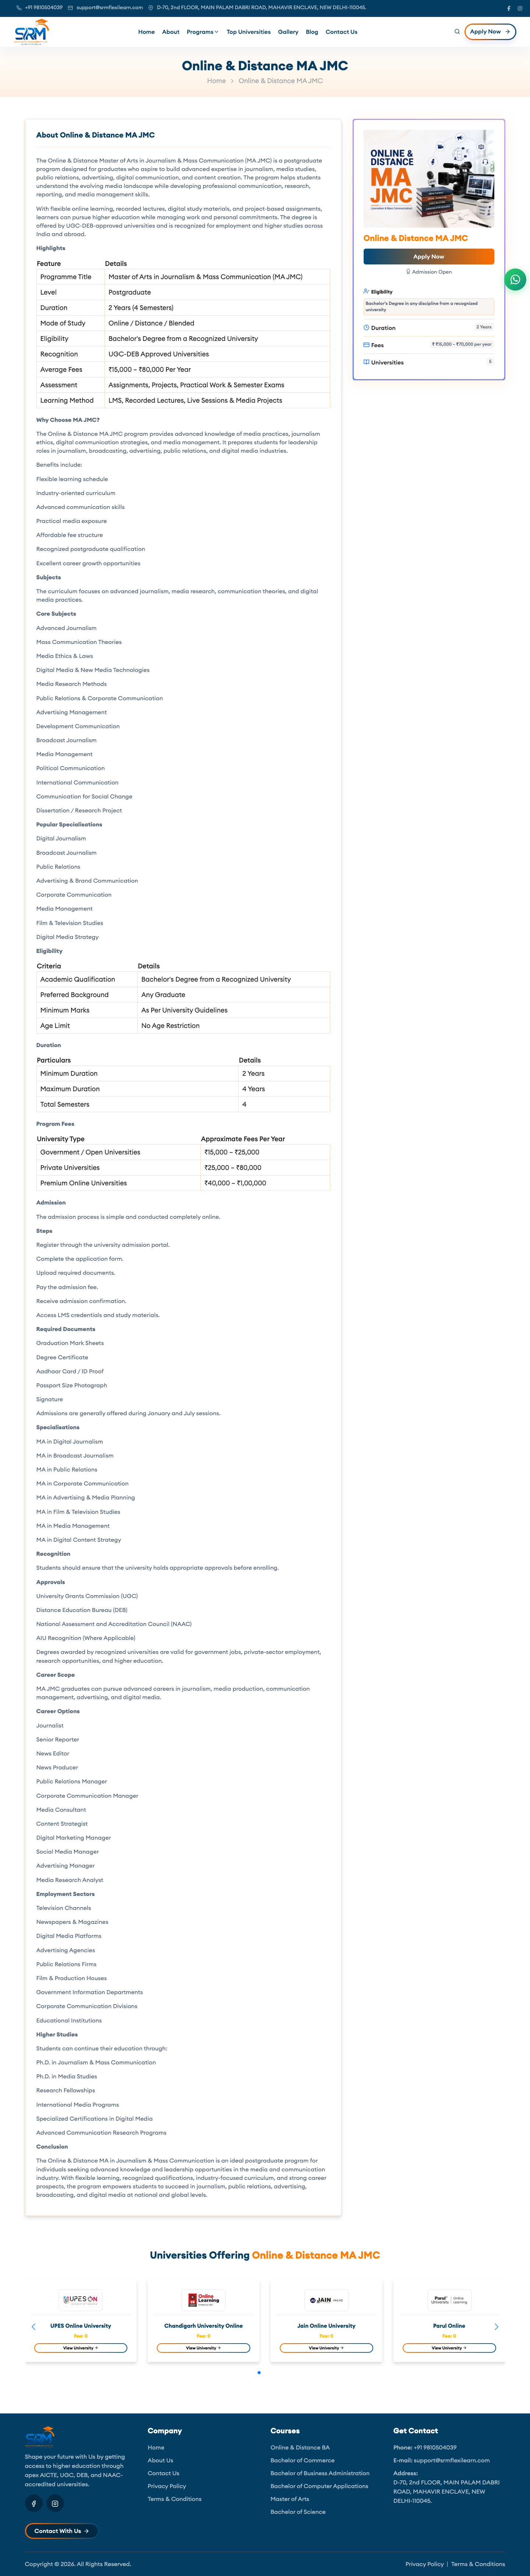 +91 9810504039 support@srmflexilearn.com D-70, 2nd FLOOR, MAIN PALAM DABRI ROAD, MAHAVIR ENCLAVE, NEW DELHI-110045.
SRM
Home About Programs Top Universities Gallery Blog Contact Us Apply Now
Online & Distance MA JMC
Home > Online & Distance MA JMC
About Online & Distance MA JMC
The Online & Distance Master of Arts in Journalism & Mass Communication (MA JMC) is a postgraduate
program designed for graduates who aspire to build advanced expertise in journalism, media studies,
public relations, advertising, digital media, and corporate communication. The program helps students
understand the evolving media landscape while developing professional communication, research,
reporting, and media management skills.
With flexible online learning, recorded lectures, digital study materials, and project-based assignments,
learners can pursue higher education while managing work and personal commitments. The degree is
offered by UGC-DEB-approved universities and is recognized for employment and higher studies across
India and abroad.
Highlights
Feature Details
Programme Title Master of Arts in Journalism & Mass Communication (MA JMC)
Level Postgraduate
Duration 2 Years (4 Semesters)
Mode of Study Online / Distance / Blended
Eligibility Bachelor's Degree from a Recognized University
Recognition UGC-DEB Approved Universities
Average Fees ₹15,000 – ₹80,000 Per Year
Assessment Assignments, Projects, Practical Work & Semester Exams
Learning Method LMS, Recorded Lectures, Live Sessions & Media Projects
Why Choose MA JMC?
The Online & Distance MA JMC program provides advanced knowledge of media practices, journalism
ethics, digital communication strategies, and media management. It prepares students for leadership
roles in journalism, broadcasting, advertising, public relations, and digital media industries.
Benefits include:
Flexible learning schedule
Industry-oriented curriculum
Advanced communication skills
Practical media exposure
Affordable fee structure
Recognized postgraduate qualification
Excellent career growth opportunities
Subjects
The curriculum focuses on advanced journalism, media research, communication theories, and digital
media practices.
Core Subjects
Advanced Journalism
Mass Communication Theories
Media Ethics & Laws
Digital Media & New Media Technologies
Media Research Methods
Public Relations & Corporate Communication
Advertising Management
Development Communication
Broadcast Journalism
Media Management
Political Communication
International Communication
Communication for Social Change
Dissertation / Research Project
Popular Specialisations
Digital Journalism
Broadcast Journalism
Public Relations
Advertising & Brand Communication
Corporate Communication
Media Management
Film & Television Studies
Digital Media Strategy
Eligibility
Criteria Details
Academic Qualification Bachelor's Degree from a Recognized University
Preferred Background Any Graduate
Minimum Marks As Per University Guidelines
Age Limit No Age Restriction
Duration
Particulars Details
Minimum Duration 2 Years
Maximum Duration 4 Years
Total Semesters 4
Program Fees
University Type Approximate Fees Per Year
Government / Open Universities ₹15,000 – ₹25,000
Private Universities ₹25,000 – ₹80,000
Premium Online Universities ₹40,000 – ₹1,00,000
Admission
The admission process is simple and conducted completely online.
Steps
Register through the university admission portal.
Complete the application form.
Upload required documents.
Pay the admission fee.
Receive admission confirmation.
Access LMS credentials and study materials.
Required Documents
Graduation Mark Sheets
Degree Certificate
Aadhaar Card / ID Proof
Passport Size Photograph
Signature
Admissions are generally offered during January and July sessions.
Specialisations
MA in Digital Journalism
MA in Broadcast Journalism
MA in Public Relations
MA in Corporate Communication
MA in Advertising & Media Planning
MA in Film & Television Studies
MA in Media Management
MA in Digital Content Strategy
Recognition
Students should ensure that the university holds appropriate approvals before enrolling.
Approvals
University Grants Commission (UGC)
Distance Education Bureau (DEB)
National Assessment and Accreditation Council (NAAC)
AIU Recognition (Where Applicable)
Degrees awarded by recognized universities are valid for government jobs, private-sector employment,
research opportunities, and higher education.
Career Scope
MA JMC graduates can pursue advanced careers in journalism, media production, communication
management, advertising, and digital media.
Career Options
Journalist
Senior Reporter
News Editor
News Producer
Public Relations Manager
Corporate Communication Manager
Media Consultant
Content Strategist
Digital Marketing Manager
Social Media Manager
Advertising Manager
Media Research Analyst
Employment Sectors
Television Channels
Newspapers & Magazines
Digital Media Platforms
Advertising Agencies
Public Relations Firms
Film & Production Houses
Government Information Departments
Corporate Communication Divisions
Educational Institutions
Higher Studies
Students can continue their education through:
Ph.D. in Journalism & Mass Communication
Ph.D. in Media Studies
Research Fellowships
International Media Programs
Specialized Certifications in Digital Media
Advanced Communication Research Programs
Conclusion
The Online & Distance MA in Journalism & Mass Communication is an ideal postgraduate program for
individuals seeking advanced knowledge and leadership opportunities in the media and communication
industry. With flexible learning, recognized qualifications, industry-focused curriculum, and strong career
prospects, the program empowers students to succeed in journalism, public relations, advertising,
broadcasting, and digital media at national and global levels.
ONLINE &
DISTANCE
MA
JMC
Online & Distance MA JMC
Apply Now
Admission Open
Eligibility
Bachelor's Degree in any discipline from a recognized
university
Duration 2 Years
Fees ₹ ₹15,000 – ₹70,000 per year
Universities 5
Universities Offering Online & Distance MA JMC
UPES ON
UPES Online University
Fee: 0
View University
Online
Learning
Chandigarh University Online
Fee: 0
View University
JAIN
Jain Online University
Fee: 0
View University
Parul University Online Learning
Parul Online
Fee: 0
View University
SRM
Shape your future with Us by getting
access to higher education through
apex AICTE, UGC, DEB, and NAAC-
accredited universities.
Contact With Us
Company
Home
About Us
Contact Us
Privacy Policy
Terms & Conditions
Courses
Online & Distance BA
Bachelor of Commerce
Bachelor of Business Administration
Bachelor of Computer Applications
Master of Arts
Bachelor of Science
Get Contact
Phone: +91 9810504039
E-mail: support@srmflexilearn.com
Address:
D-70, 2nd FLOOR, MAIN PALAM DABRI
ROAD, MAHAVIR ENCLAVE, NEW
DELHI-110045.
Copyright © 2026. All Rights Reserved.
Privacy Policy | Terms & Conditions